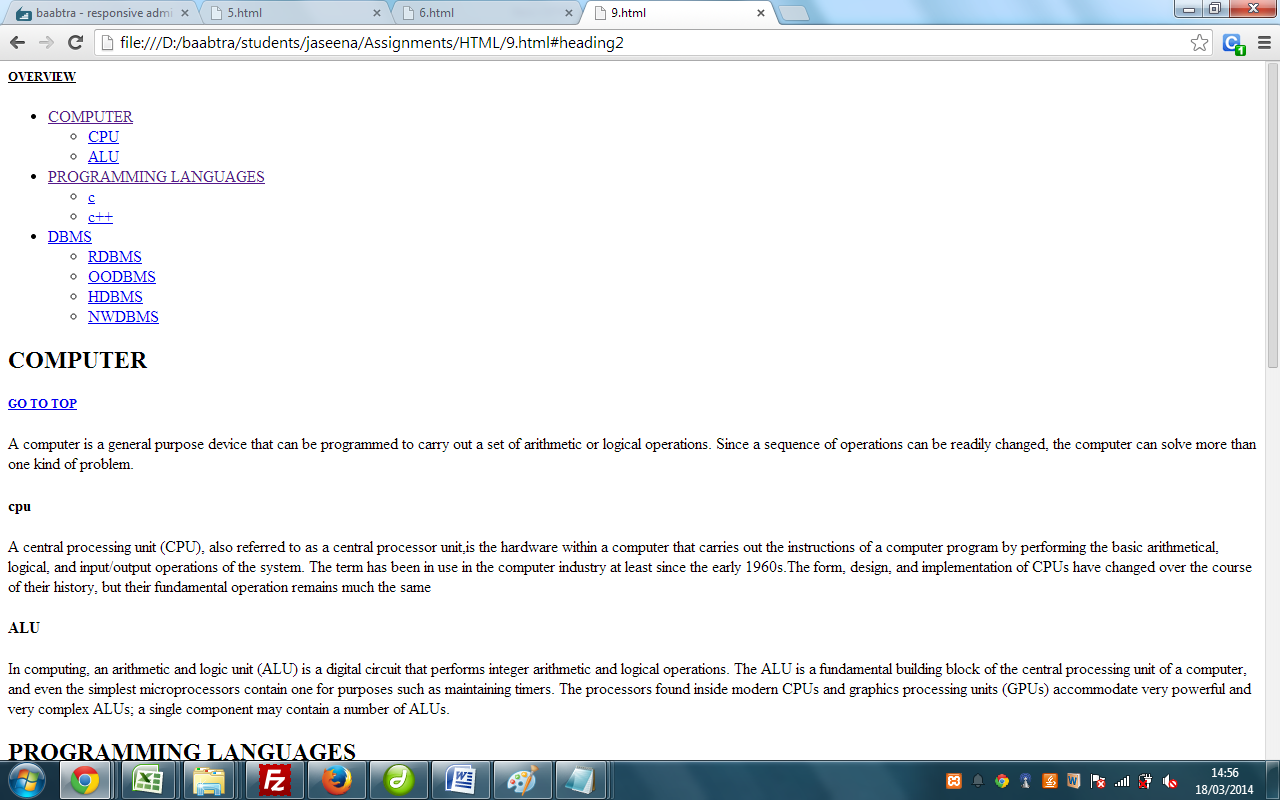 baabtra - responsive admi
5.html
6.html
9.html
file:///D:/baabtra/students/jaseena/Assignments/HTML/9.html#heading2
OVERVIEW
COMPUTER
CPU
ALU
PROGRAMMING LANGUAGES
c
c++
DBMS
RDBMS
OODBMS
HDBMS
NWDBMS
COMPUTER
GO TO TOP
A computer is a general purpose device that can be programmed to carry out a set of arithmetic or logical operations. Since a sequence of operations can be readily changed, the computer can solve more than
one kind of problem.
cpu
A central processing unit (CPU), also referred to as a central processor unit,is the hardware within a computer that carries out the instructions of a computer program by performing the basic arithmetical,
logical, and input/output operations of the system. The term has been in use in the computer industry at least since the early 1960s.The form, design, and implementation of CPUs have changed over the course
of their history, but their fundamental operation remains much the same
ALU
In computing, an arithmetic and logic unit (ALU) is a digital circuit that performs integer arithmetic and logical operations. The ALU is a fundamental building block of the central processing unit of a computer,
and even the simplest microprocessors contain one for purposes such as maintaining timers. The processors found inside modern CPUs and graphics processing units (GPUs) accommodate very powerful and
very complex ALUs; a single component may contain a number of ALUs.
PROGRAMMING LANGUAGES
14:56
18/03/2014